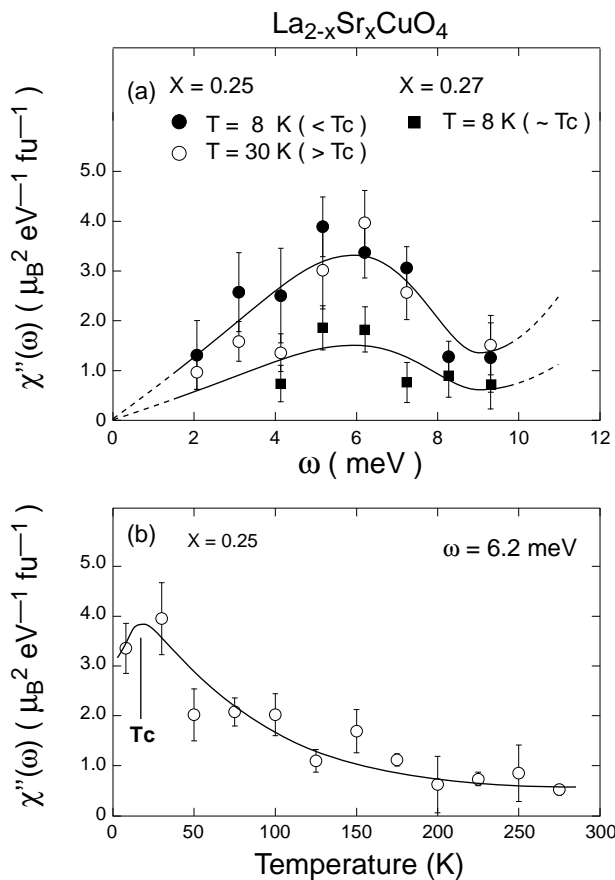 La2-xSrxCuO4
(a) X = 0.25 X = 0.27
T = 8 K ( < Tc) T = 8 K ( ~ Tc)
T = 30 K ( > Tc)
5.0
4.0
3.0
2.0
1.0
0
χ"(ω) ( μB² eV—1 fu—1 )
0 2 4 6 8 10 12
ω ( meV )
(b) X = 0.25 ω = 6.2 meV
5.0
4.0
3.0
2.0
1.0
0
χ"(ω) ( μB² eV—1 fu—1 )
Tc
0 50 100 150 200 250 300
Temperature (K)